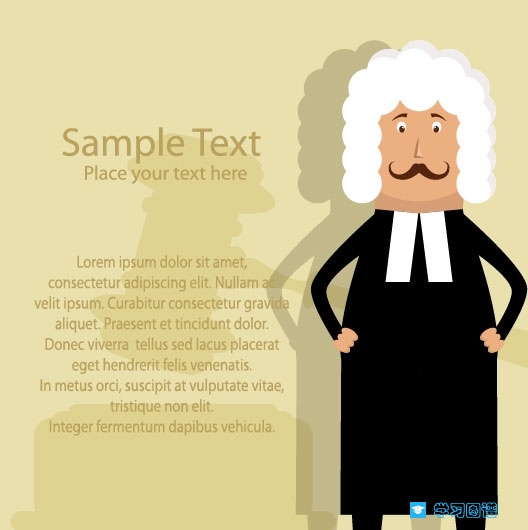 Sample Text
Place your text here
Lorem ipsum dolor sit amet,
consectetur adipiscing elit. Nullam a
velit ipsum. Curabitur consectetur gravida
aliquet. Praesent et tincidunt dolor.
Donec viverra tellus sed lacus placerat
eget hendrerit felis venenatis.
In metus orci, suscipit at vulputate vitae,
tristique non elit.
Integer fermentum dapibus vehicula.
学习图谱